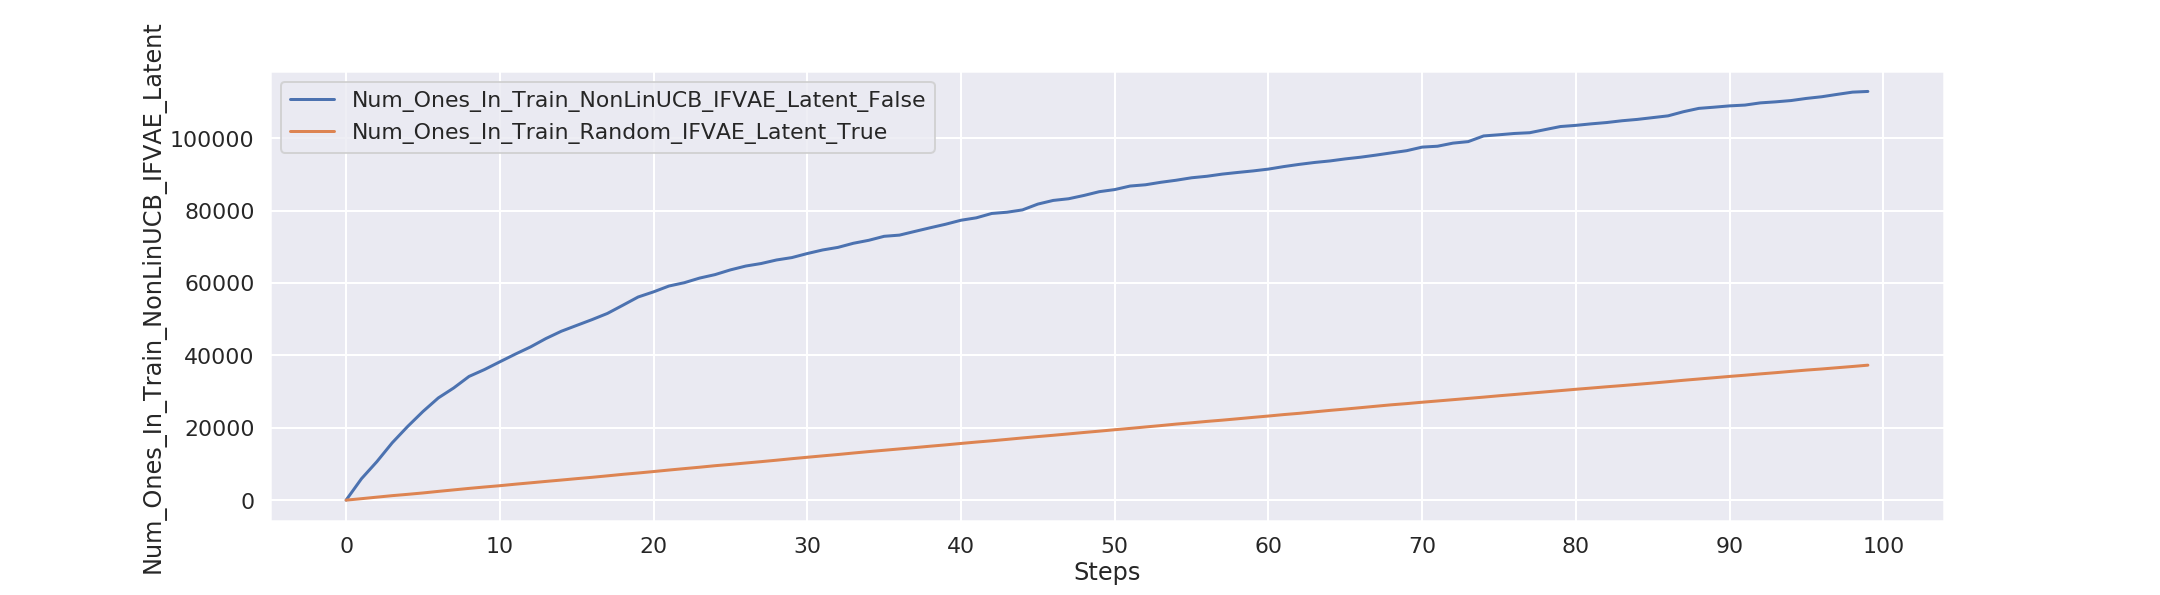 Num_Ones_In_Train_NonLinUCB_IFVAE_Latent
Num_Ones_In_Train_NonLinUCB_IFVAE_Latent_False
Num_Ones_In_Train_Random_IFVAE_Latent_True
100000
80000
60000
40000
20000
0
0 10 20 30 40 50 60 70 80 90 100
Steps